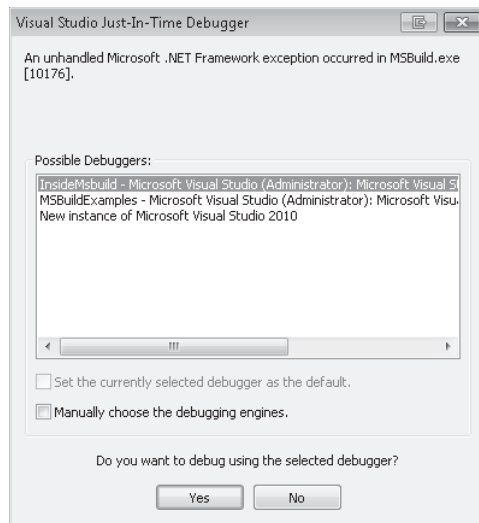 Visual Studio Just-In-Time Debugger
An unhandled Microsoft .NET Framework exception occurred in MSBuild.exe
[10176].
Possible Debuggers:
InsideMsbuild - Microsoft Visual Studio (Administrator): Microsoft Visual
MSBuildExamples - Microsoft Visual Studio (Administrator): Microsoft
New instance of Microsoft Visual Studio 2010
Set the currently selected debugger as the default.
Manually choose the debugging engines.
Do you want to debug using the selected debugger?
Yes
No